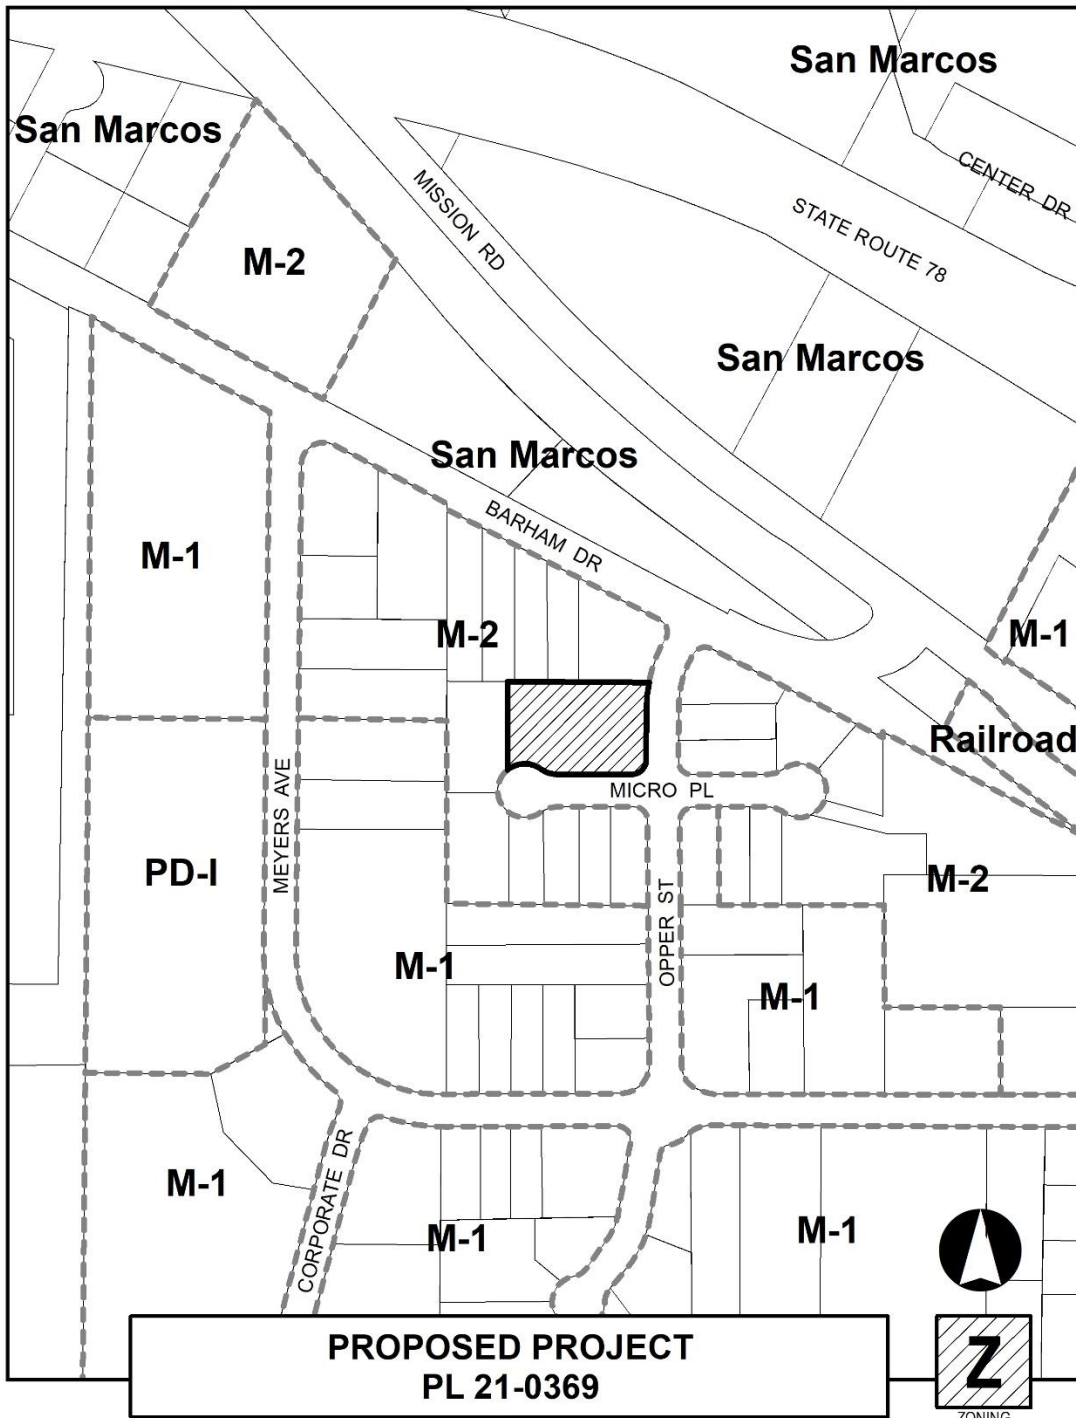 San Marcos
San Marcos
CENTER DR
MISSION RD
STATE ROUTE 78
M-2
San Marcos
San Marcos
BARHAM DR
M-1
M-2
M-1
Railroad
MICRO PL
MEYERS AVE
PD-I
OPPER ST
M-2
M-1
M-1
M-1
CORPORATE DR
M-1
M-1
PROPOSED PROJECT
PL 21-0369
Z
ZONING